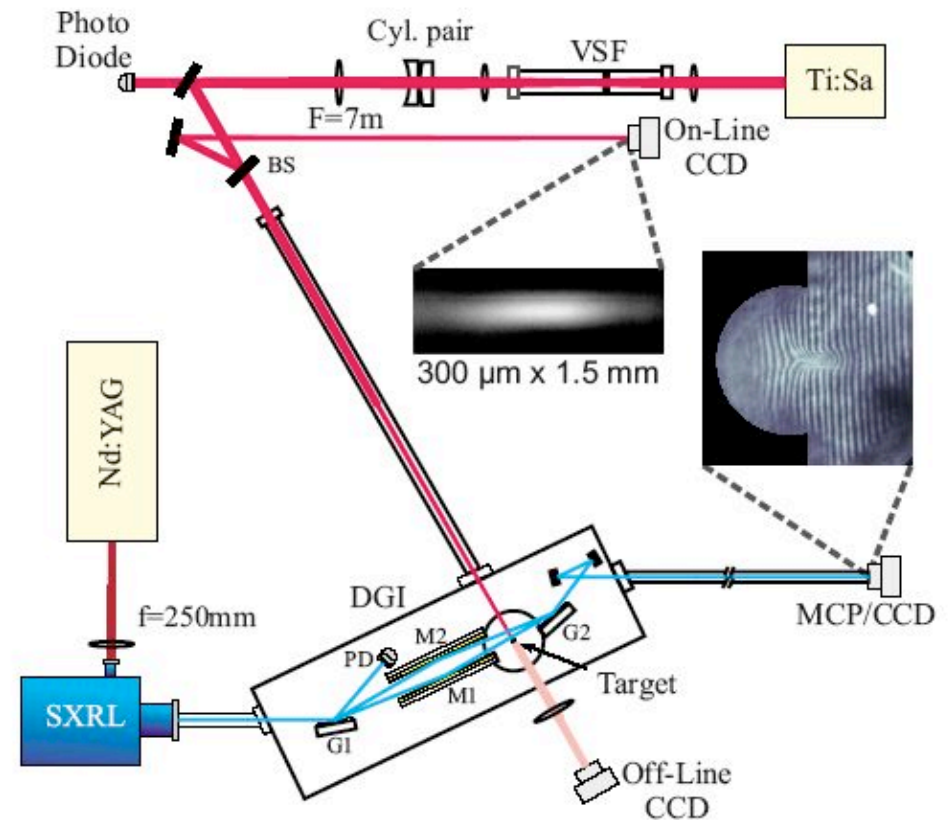 Photo
Diode
Cyl. pair
VSF
Ti:Sa
F=7m
On-Line
CCD
BS
300 µm x 1.5 mm
Nd:YAG
f=250mm
DGI
MCP/CCD
M2
G2
PD
M1
Target
SXRL
G1
Off-Line
CCD